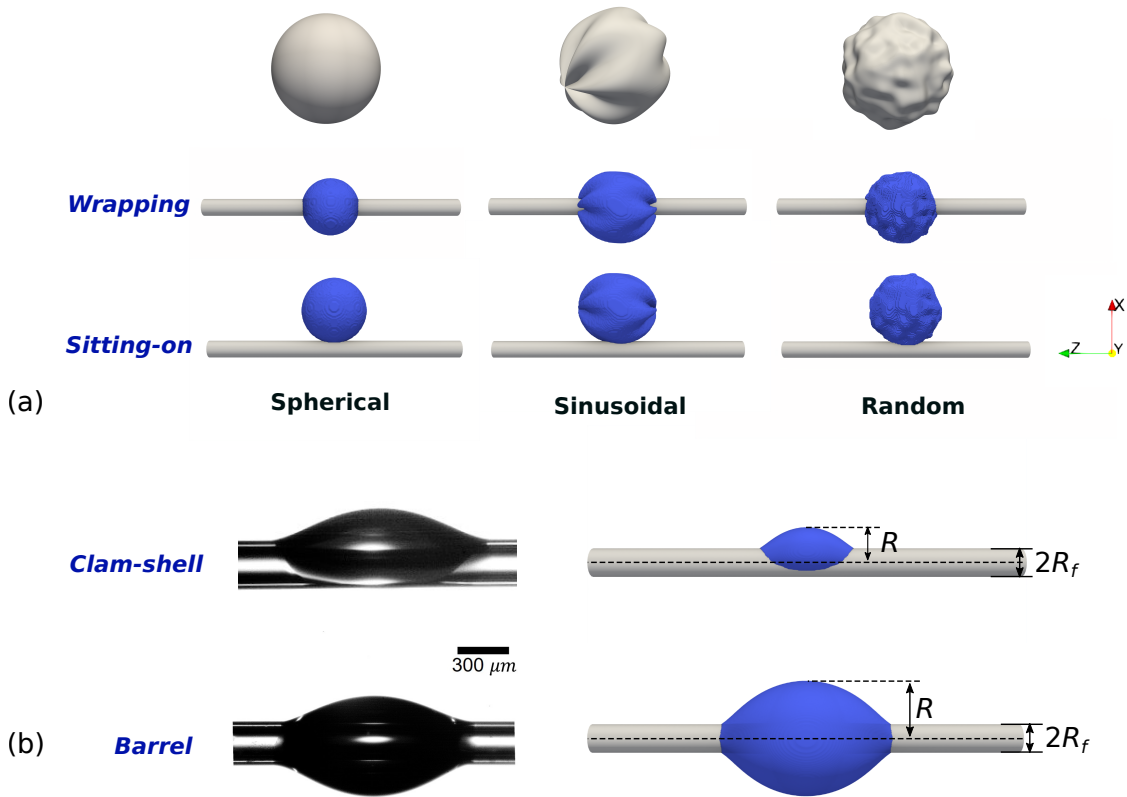 Wrapping
Sitting-on
X
Z
Y
(a)
Spherical
Sinusoidal
Random
Clam-shell
R
2R_f
300 μm
(b)
Barrel
R
2R_f